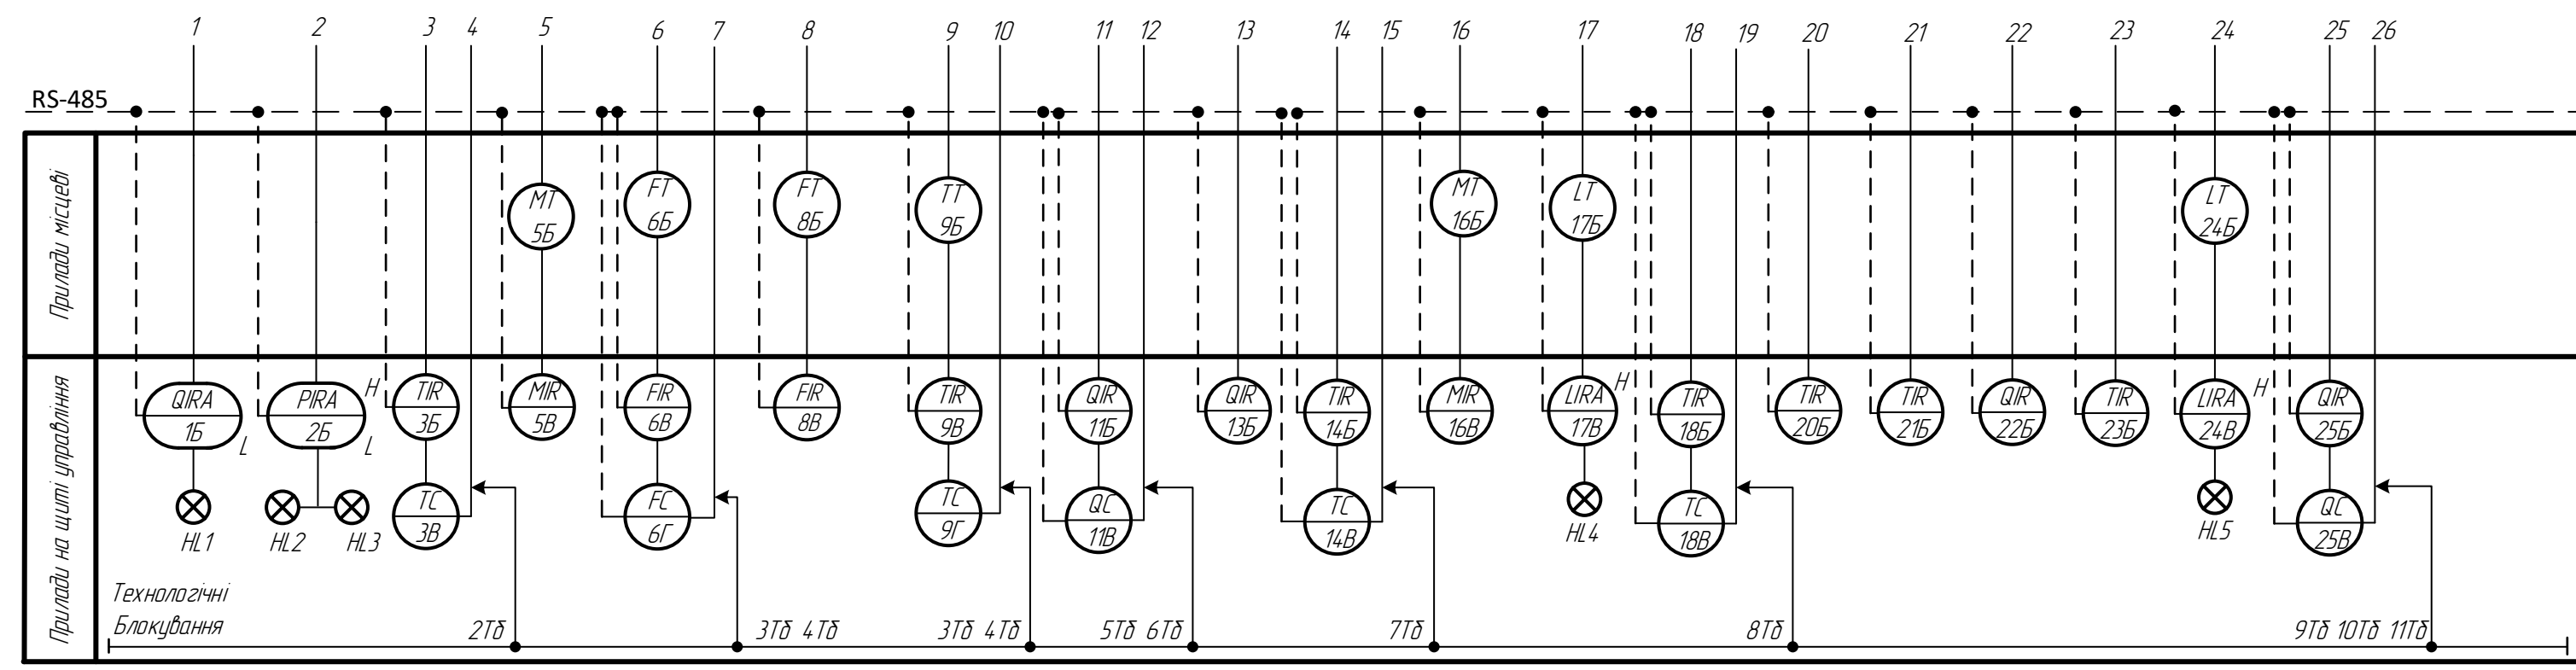 1 2 3 4 5 6 7 8 9 10 11 12 13 14 15 16 17 18 19 20 21 22 23 24 25 26
RS-485
Прилади місцеві
МТ
5Б
FT
6Б
FT
8Б
TT
9Б
МТ
16Б
LT
17Б
LT
24Б
Прилади на щиті управління
QIRA
1Б
L
PIRA
2Б
H
L
TIR
3Б
MIR
5В
FIR
6В
FIR
8В
TIR
9В
QIR
11Б
QIR
13Б
TIR
14Б
MIR
16В
LIRA
17В
H
TIR
18Б
TIR
20Б
TIR
21Б
QIR
22Б
TIR
23Б
LIRA
24В
H
QIR
25Б
HL1
HL2
HL3
TC
3В
FC
6Г
TC
9Г
QC
11В
TC
14В
HL4
TC
18В
HL5
QC
25В
Технологічні
Блокування
2Тб
3Тб 4Тб
3Тб 4Тб
5Тб 6Тб
7Тб
8Тб
9Тб 10Тб 11Тб